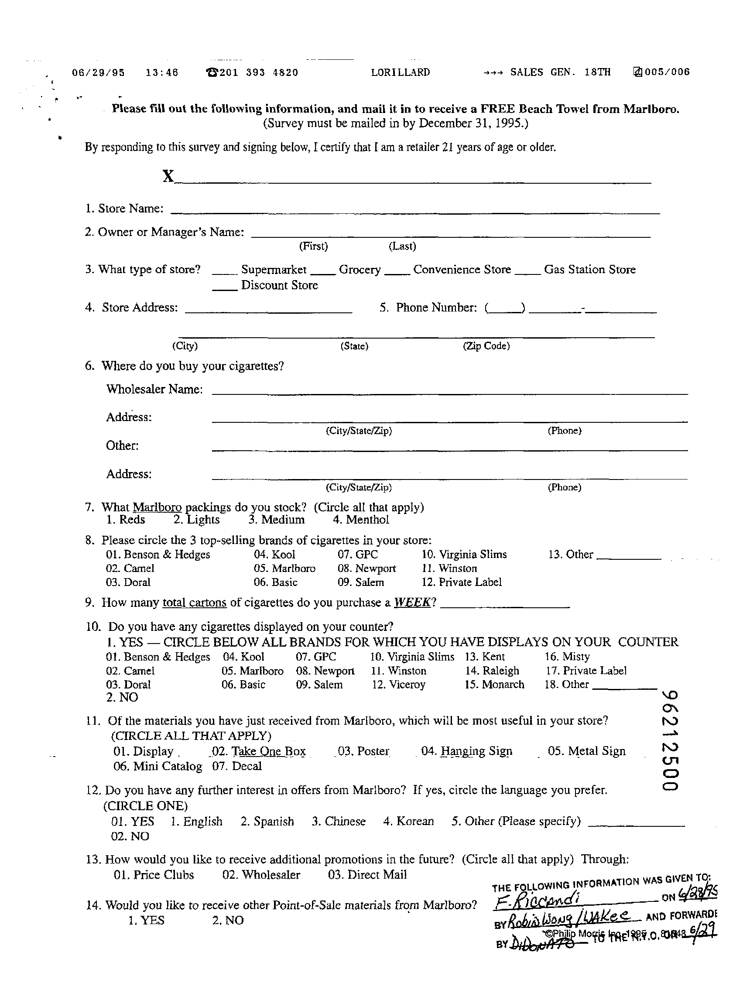 06/29/95 13:46 ☎201 393 4820 LORILLARD →→→ SALES GEN. 18TH 005/006
Please fill out the following information, and mail it in to receive a FREE Beach Towel from Marlboro.
(Survey must be mailed in by December 31, 1995.)
By responding to this survey and signing below, I certify that I am a retailer 21 years of age or older.
X
1. Store Name:
2. Owner or Manager's Name:
(First) (Last)
3. What type of store? ____ Supermarket ____ Grocery ____ Convenience Store ____ Gas Station Store
____ Discount Store
4. Store Address: 5. Phone Number: (____) ____-____
(City) (State) (Zip Code)
6. Where do you buy your cigarettes?
Wholesaler Name:
Address:
(City/State/Zip) (Phone)
Other:
Address:
(City/State/Zip) (Phone)
7. What Marlboro packings do you stock? (Circle all that apply)
1. Reds 2. Lights 3. Medium 4. Menthol
8. Please circle the 3 top-selling brands of cigarettes in your store:
01. Benson & Hedges 04. Kool 07. GPC 10. Virginia Slims 13. Other
02. Camel 05. Marlboro 08. Newport 11. Winston
03. Doral 06. Basic 09. Salem 12. Private Label
9. How many total cartons of cigarettes do you purchase a WEEK?
10. Do you have any cigarettes displayed on your counter?
1. YES — CIRCLE BELOW ALL BRANDS FOR WHICH YOU HAVE DISPLAYS ON YOUR COUNTER
01. Benson & Hedges 04. Kool 07. GPC 10. Virginia Slims 13. Kent 16. Misty
02. Camel 05. Marlboro 08. Newport 11. Winston 14. Raleigh 17. Private Label
03. Doral 06. Basic 09. Salem 12. Viceroy 15. Monarch 18. Other
2. NO
11. Of the materials you have just received from Marlboro, which will be most useful in your store?
(CIRCLE ALL THAT APPLY)
01. Display 02. Take One Box 03. Poster 04. Hanging Sign 05. Metal Sign
06. Mini Catalog 07. Decal
96212500
12. Do you have any further interest in offers from Marlboro? If yes, circle the language you prefer.
(CIRCLE ONE)
01. YES 1. English 2. Spanish 3. Chinese 4. Korean 5. Other (Please specify)
02. NO
13. How would you like to receive additional promotions in the future? (Circle all that apply) Through:
01. Price Clubs 02. Wholesaler 03. Direct Mail
14. Would you like to receive other Point-of-Sale materials from Marlboro?
1. YES 2. NO
THE FOLLOWING INFORMATION WAS GIVEN TO:
F. Riccardi ON 6/28/95
BY Robin Wong / AND FORWARDE
©Philip Morris Inc. 1995
BY DiDonato TO THE N.Y.O. ON 6/29